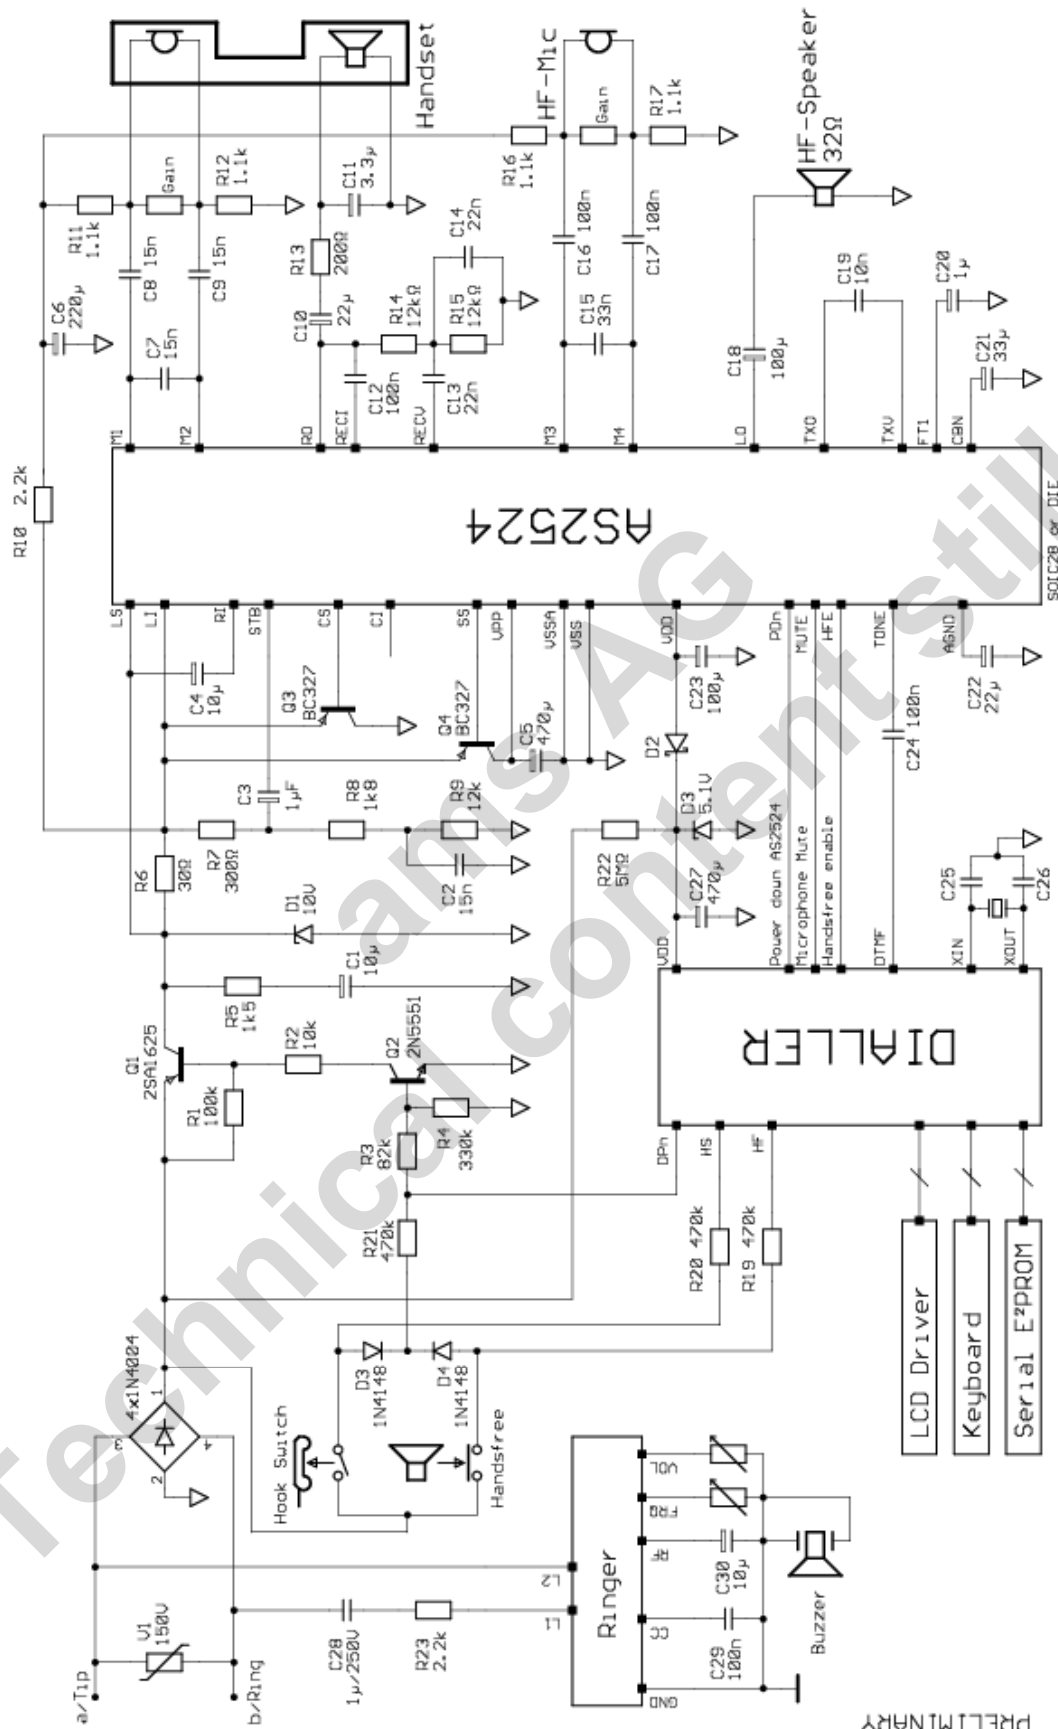 Handset
HF-Mic
HF-Speaker
32Ω
Gain
R12
1.1k
R11
1.1k
C11
3.3µ
R16
1.1k
Gain
R17
1.1k
C8 15n
C9 15n
R13
200Ω
C14
22n
C16 100n
C17 100n
C6
220µ
C7
15n
C10
22µ
R14
12kΩ
R15
12kΩ
C15
33n
C12
100n
C13
22n
C18
100µ
C19
10n
C20
1µ
C21
33µ
R10 2.2k
M1
M2
RO
RECI
RECV
M3
M4
LO
TXO
TXV
FT1
CBN
AS2524
SOIC28 or DIE
LS
LI
RI
STB
CS
CI
SS
VPP
VSSA
VSS
VDD
PDn
MUTE
HFE
TONE
AGND
C4
10µ
Q3
BC327
Q4
BC327
C5
470µ
D2
C23
100µ
C24 100n
C22
22µ
R6
30Ω
R7
300Ω
C3
1µF
R8
1k8
R9
12k
C2
15n
R22
5MΩ
D3
5.1V
C27
470µ
Power down AS2524
Microphone Mute
Handsfree enable
C25
C26
D1
10V
C1
10µ
R5
1k5
VDD
DTMF
XIN
XOUT
Q1
2SA1625
R1
100k
R2
10k
Q2
2N5551
R3
82k
R4
330k
DIALLER
DPn
HS
HF
R21
470k
R20 470k
R19 470k
4x1N4004
1
2
3
4
D3
1N4148
D4
1N4148
Hook Switch
Handsfree
LCD Driver
Keyboard
Serial E²PROM
V1
150V
a/Tip
b/Ring
C28
1µ/250V
R23
2.2k
L2
L1
Ringer
VOL
FRQ
RF
CC
GND
C30
10µ
C29
100n
Buzzer
PRELIMINARY
ams AG
Technical content still